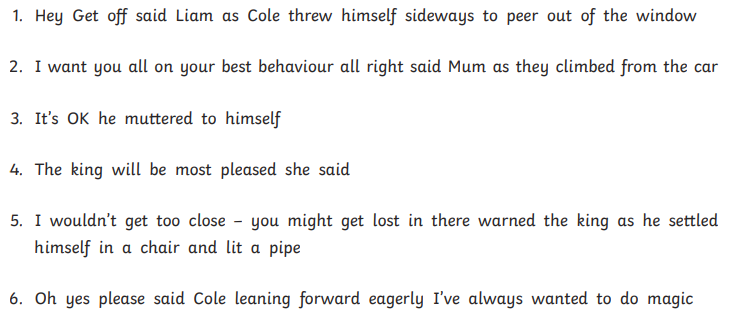 1. Hey Get off said Liam as Cole threw himself sideways to peer out of the window
2. I want you all on your best behaviour all right said Mum as they climbed from the car
3. It's OK he muttered to himself
4. The king will be most pleased she said
5. I wouldn't get too close – you might get lost in there warned the king as he settled
himself in a chair and lit a pipe
6. Oh yes please said Cole leaning forward eagerly I've always wanted to do magic